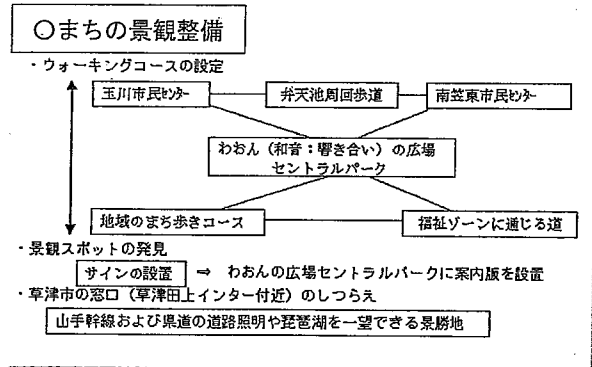 ○まちの景観整備
・ウォーキングコースの設定
玉川市民ｾﾝﾀｰ 弁天池周回歩道 南笠東市民ｾﾝﾀｰ
わおん（和音：響き合い）の広場
セントラルパーク
地域のまち歩きコース 福祉ゾーンに通じる道
・景観スポットの発見
サインの設置 ⇒ わおんの広場セントラルパークに案内版を設置
・草津市の窓口（草津田上インター付近）のしつらえ
山手幹線および県道の道路照明や琵琶湖を一望できる景勝地